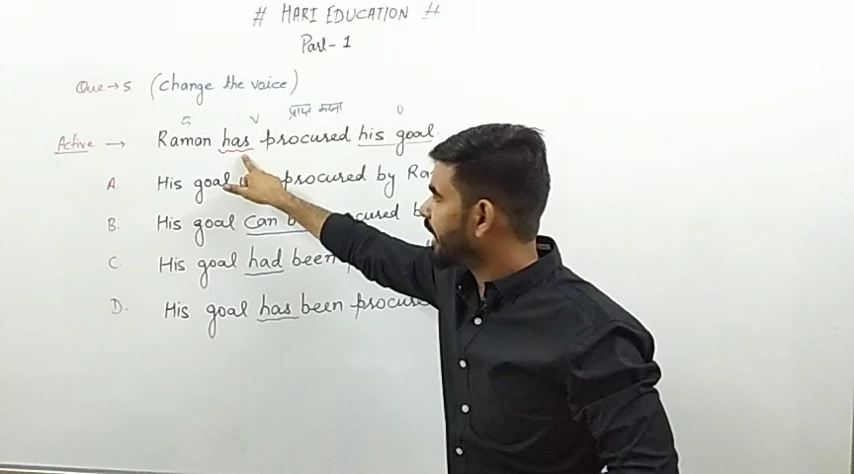 # HARI EDUCATION #
Part-1
Que→5 (Change the voice)
S V प्राप्त करना O
Active → Raman has procured his goal.
A. His goal procured by
B. His goal can
C. His goal had been
D. His goal has been